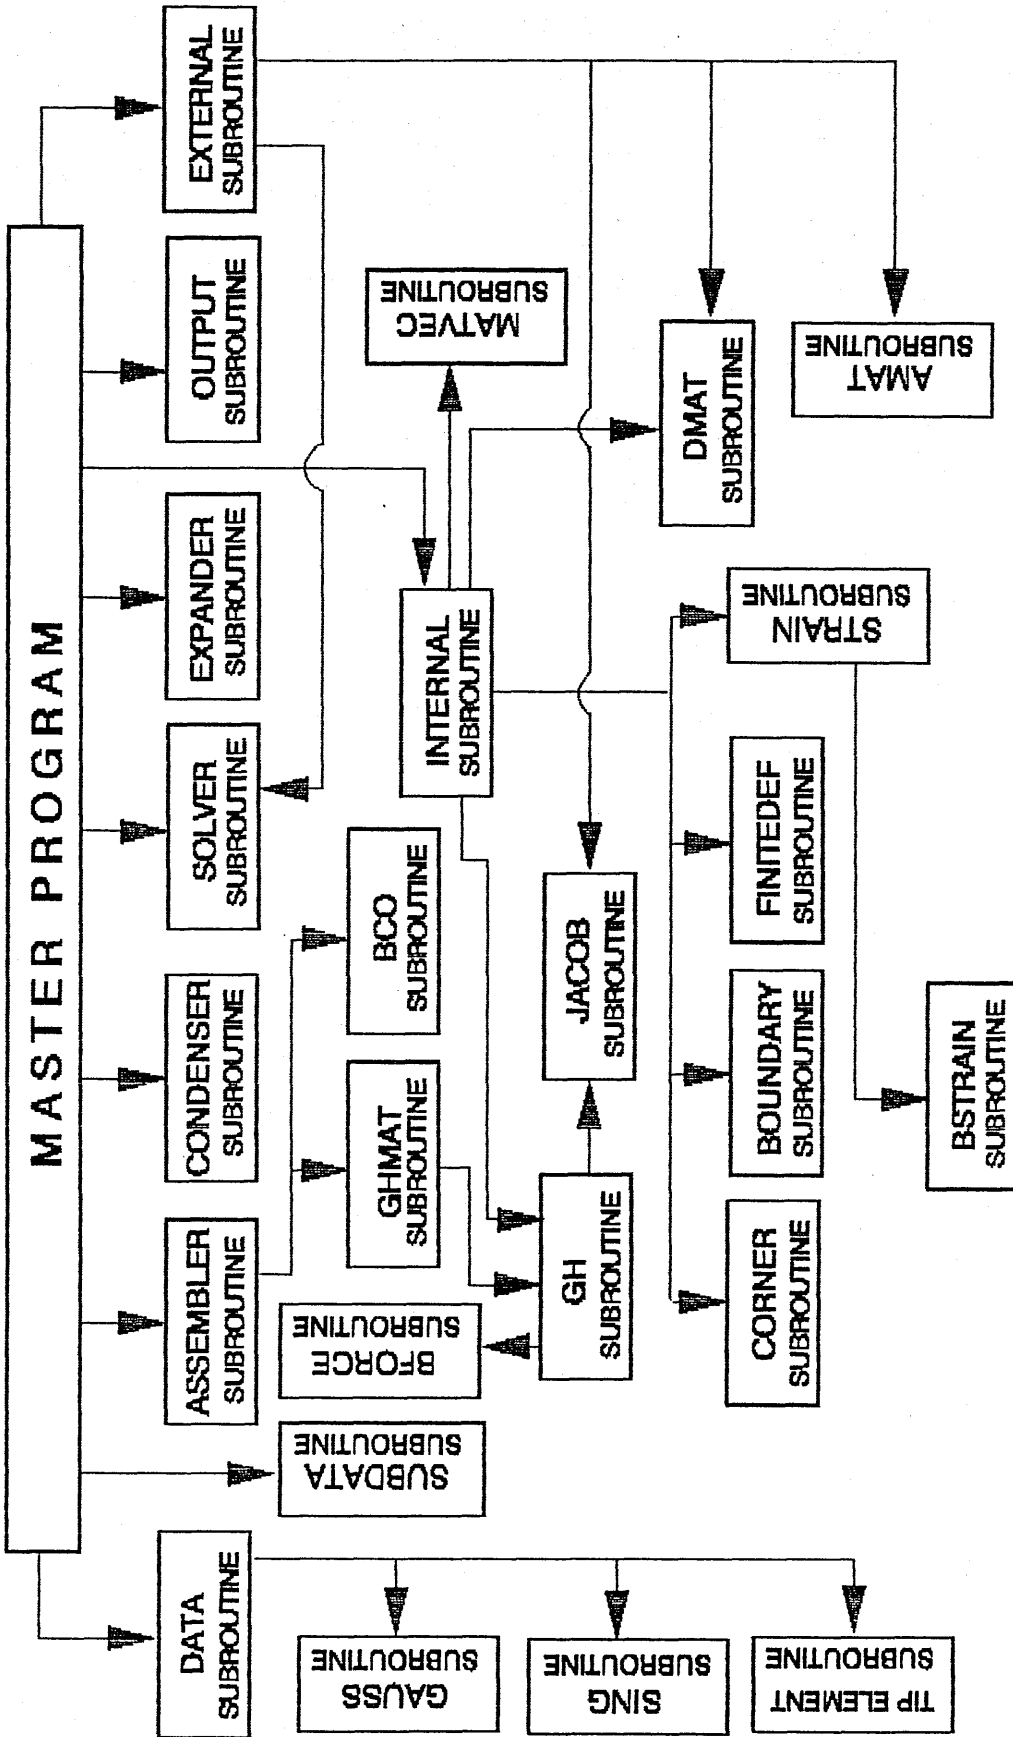 MASTER PROGRAM
DATA
SUBROUTINE
SUBDATA
SUBROUTINE
ASSEMBLER
SUBROUTINE
CONDENSER
SUBROUTINE
SOLVER
SUBROUTINE
EXPANDER
SUBROUTINE
OUTPUT
SUBROUTINE
EXTERNAL
SUBROUTINE
GAUSS
SUBROUTINE
BFORCE
SUBROUTINE
GHMAT
SUBROUTINE
BCO
SUBROUTINE
INTERNAL
SUBROUTINE
MATVEC
SUBROUTINE
SING
SUBROUTINE
GH
SUBROUTINE
JACOB
SUBROUTINE
DMAT
SUBROUTINE
TIP ELEMENT
SUBROUTINE
CORNER
SUBROUTINE
BOUNDARY
SUBROUTINE
FINITEDEF
SUBROUTINE
STRAIN
SUBROUTINE
AMAT
SUBROUTINE
BSTRAIN
SUBROUTINE